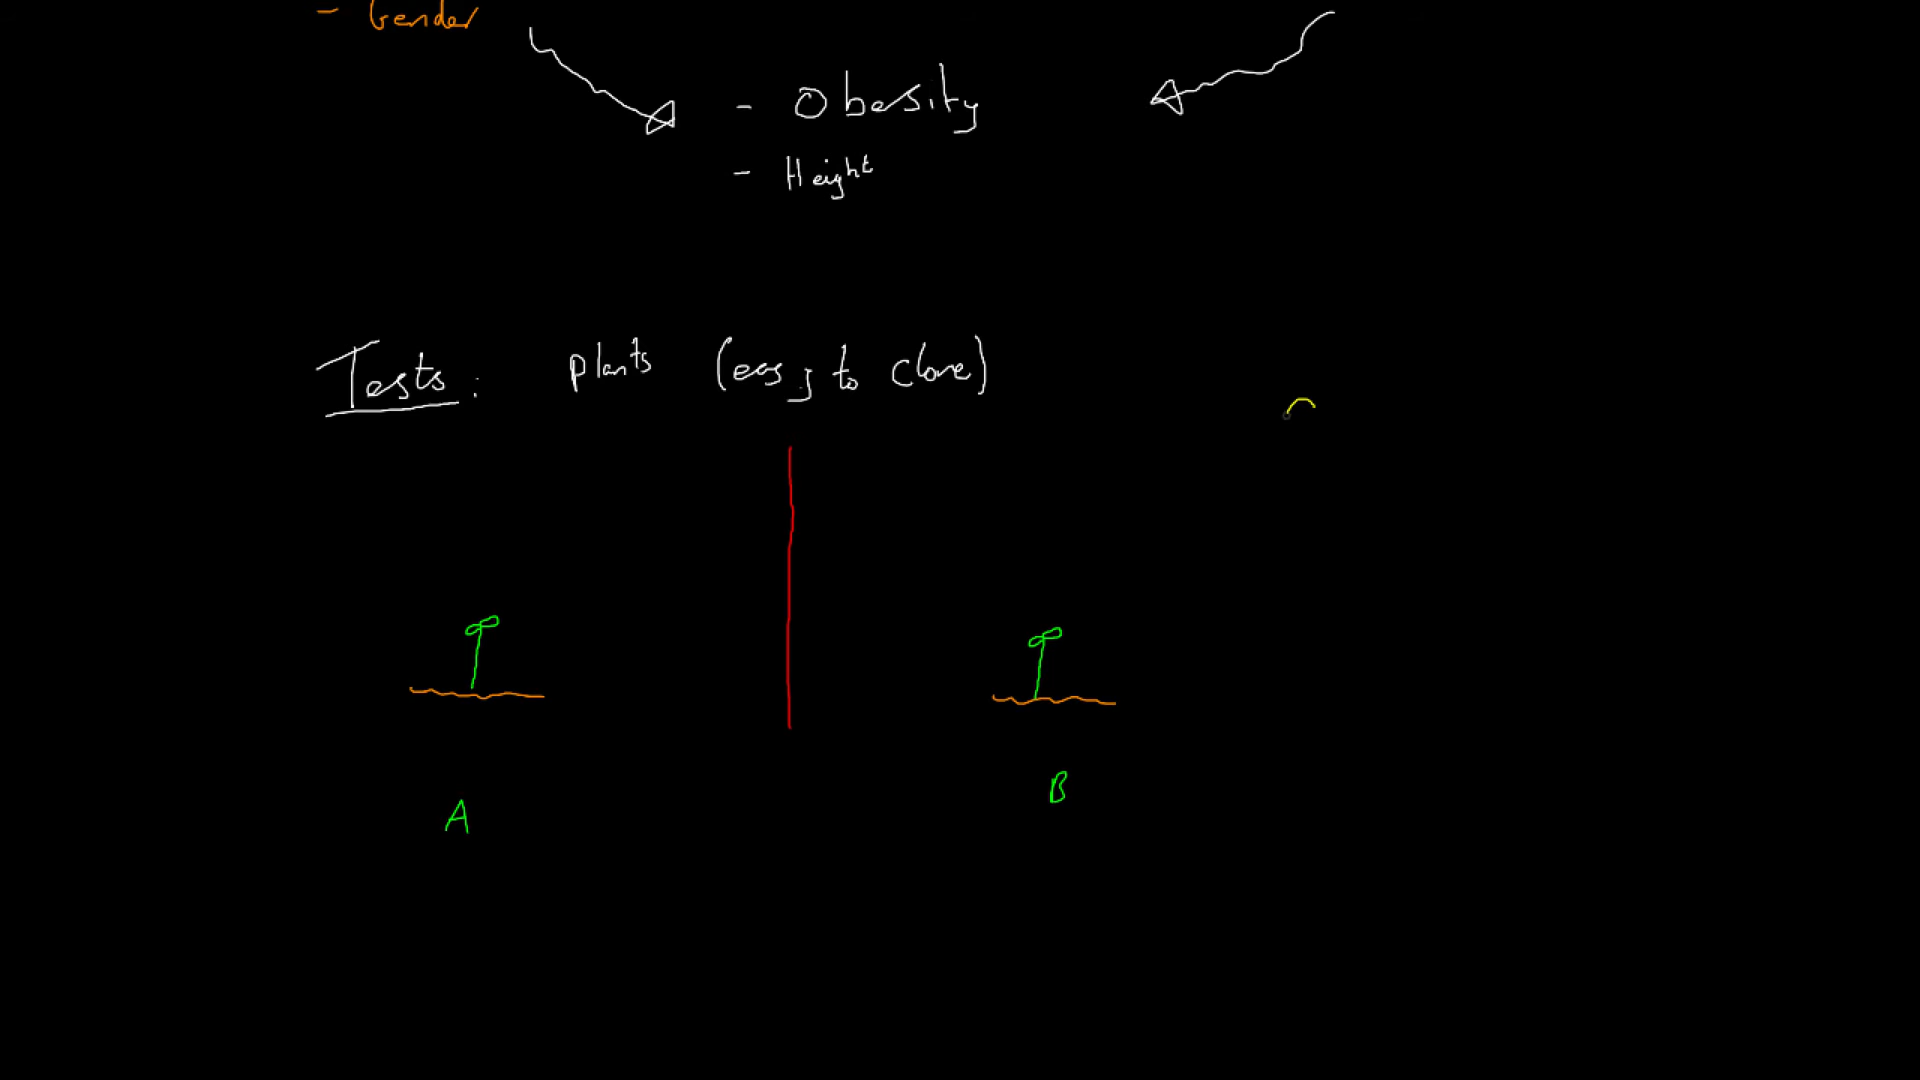 - Gender
- Obesity
- Height
Tests: plants (easy to clone)
A
B